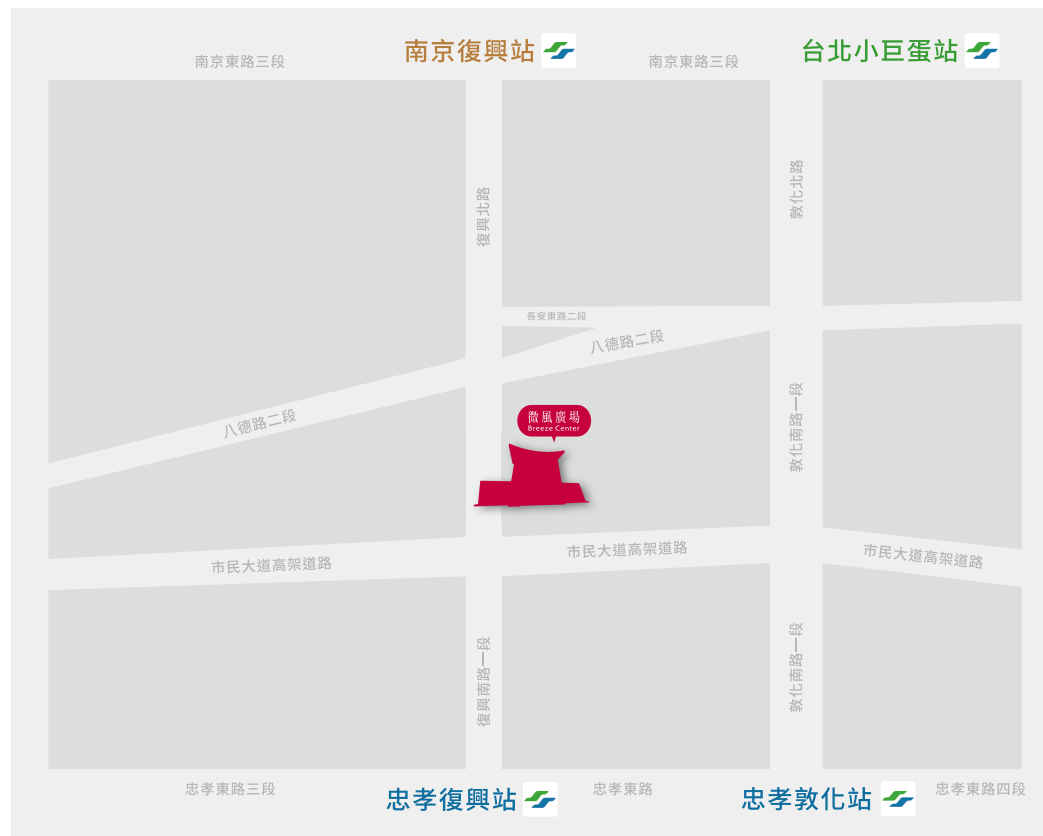 南京復興站
台北小巨蛋站
南京東路三段
南京東路三段
復興北路
敦化北路
長安東路二段
八德路二段
八德路二段
敦化南路一段
微風廣場
Breeze Center
市民大道高架道路
市民大道高架道路
市民大道高架道路
復興南路一段
敦化南路一段
忠孝東路三段
忠孝復興站
忠孝東路
忠孝敦化站
忠孝東路四段